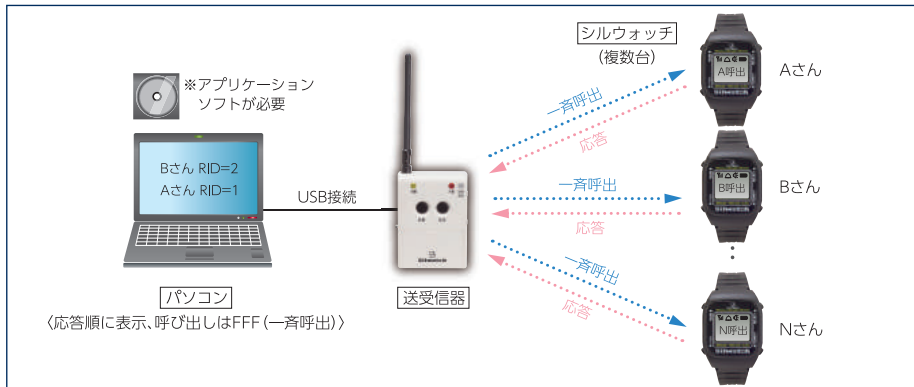 シルウォッチ
(複数台)
※アプリケーション
ソフトが必要
Bさん RID=2
Aさん RID=1
USB接続
一斉呼出
応答
A呼出
Aさん
一斉呼出
応答
B呼出
Bさん
一斉呼出
応答
N呼出
Nさん
パソコン
送受信器
〈応答順に表示、呼び出しはFFF(一斉呼出)〉